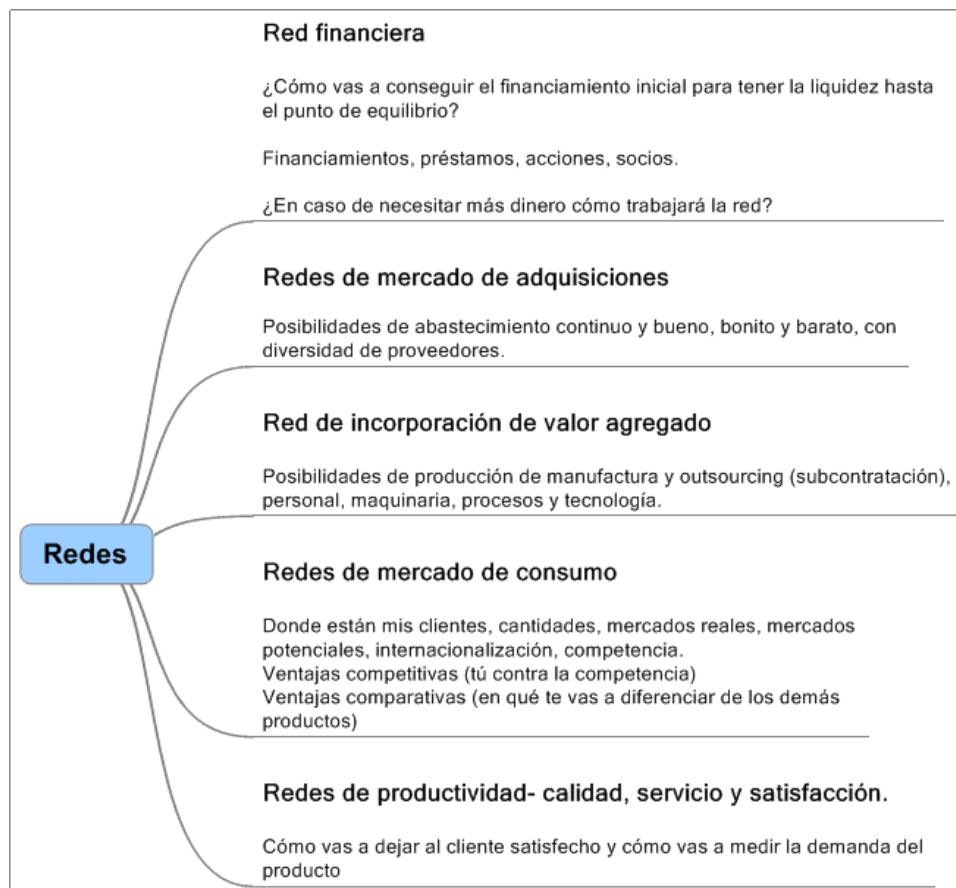 Red financiera
¿Cómo vas a conseguir el financiamiento inicial para tener la liquidez hasta
el punto de equilibrio?
Financiamientos, préstamos, acciones, socios.
¿En caso de necesitar más dinero cómo trabajará la red?
Redes de mercado de adquisiciones
Posibilidades de abastecimiento continuo y bueno, bonito y barato, con
diversidad de proveedores.
Red de incorporación de valor agregado
Posibilidades de producción de manufactura y outsourcing (subcontratación),
personal, maquinaria, procesos y tecnología.
Redes
Redes de mercado de consumo
Donde están mis clientes, cantidades, mercados reales, mercados
potenciales, internacionalización, competencia.
Ventajas competitivas (tú contra la competencia)
Ventajas comparativas (en qué te vas a diferenciar de los demás
productos)
Redes de productividad- calidad, servicio y satisfacción.
Cómo vas a dejar al cliente satisfecho y cómo vas a medir la demanda del
producto